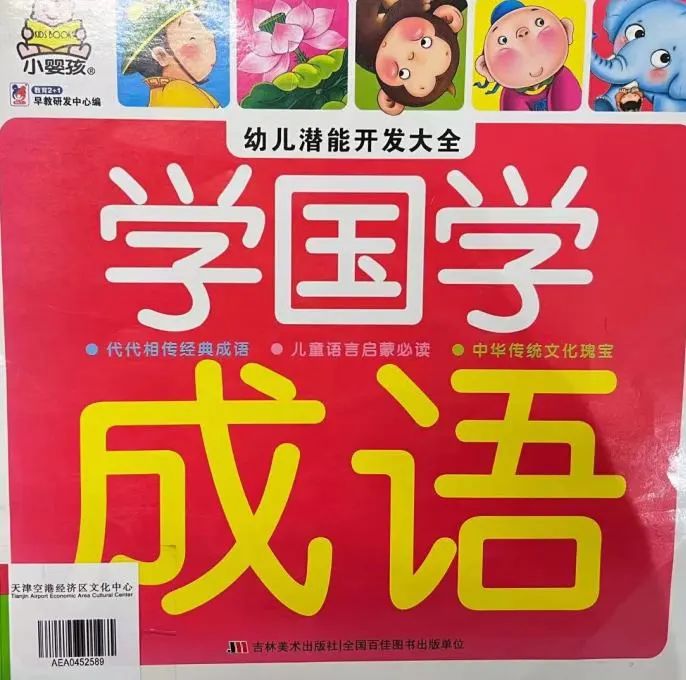 KIDS BOOK
小婴孩®
教育2+1
早教研发中心编
幼儿潜能开发大全
学国学
代代相传经典成语
儿童语言启蒙必读
中华传统文化瑰宝
成语
天津空港经济区文化中心
Tianjin Airport Economic Area Cultural Center
AEA0452589
吉林美术出版社|全国百佳图书出版单位